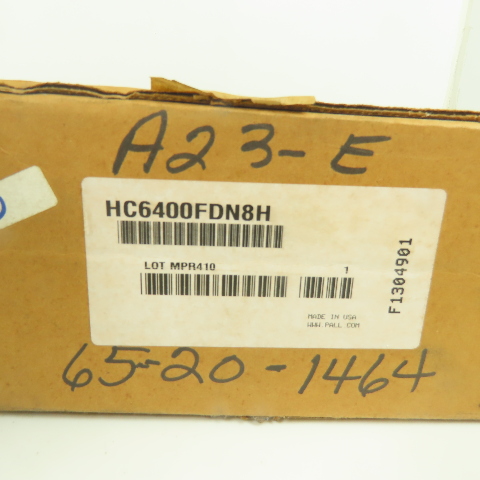 A23-E
HC6400FDN8H
LOT MPR410 1
MADE IN USA
WWW.PALL.COM
F1304901
65-20-1464